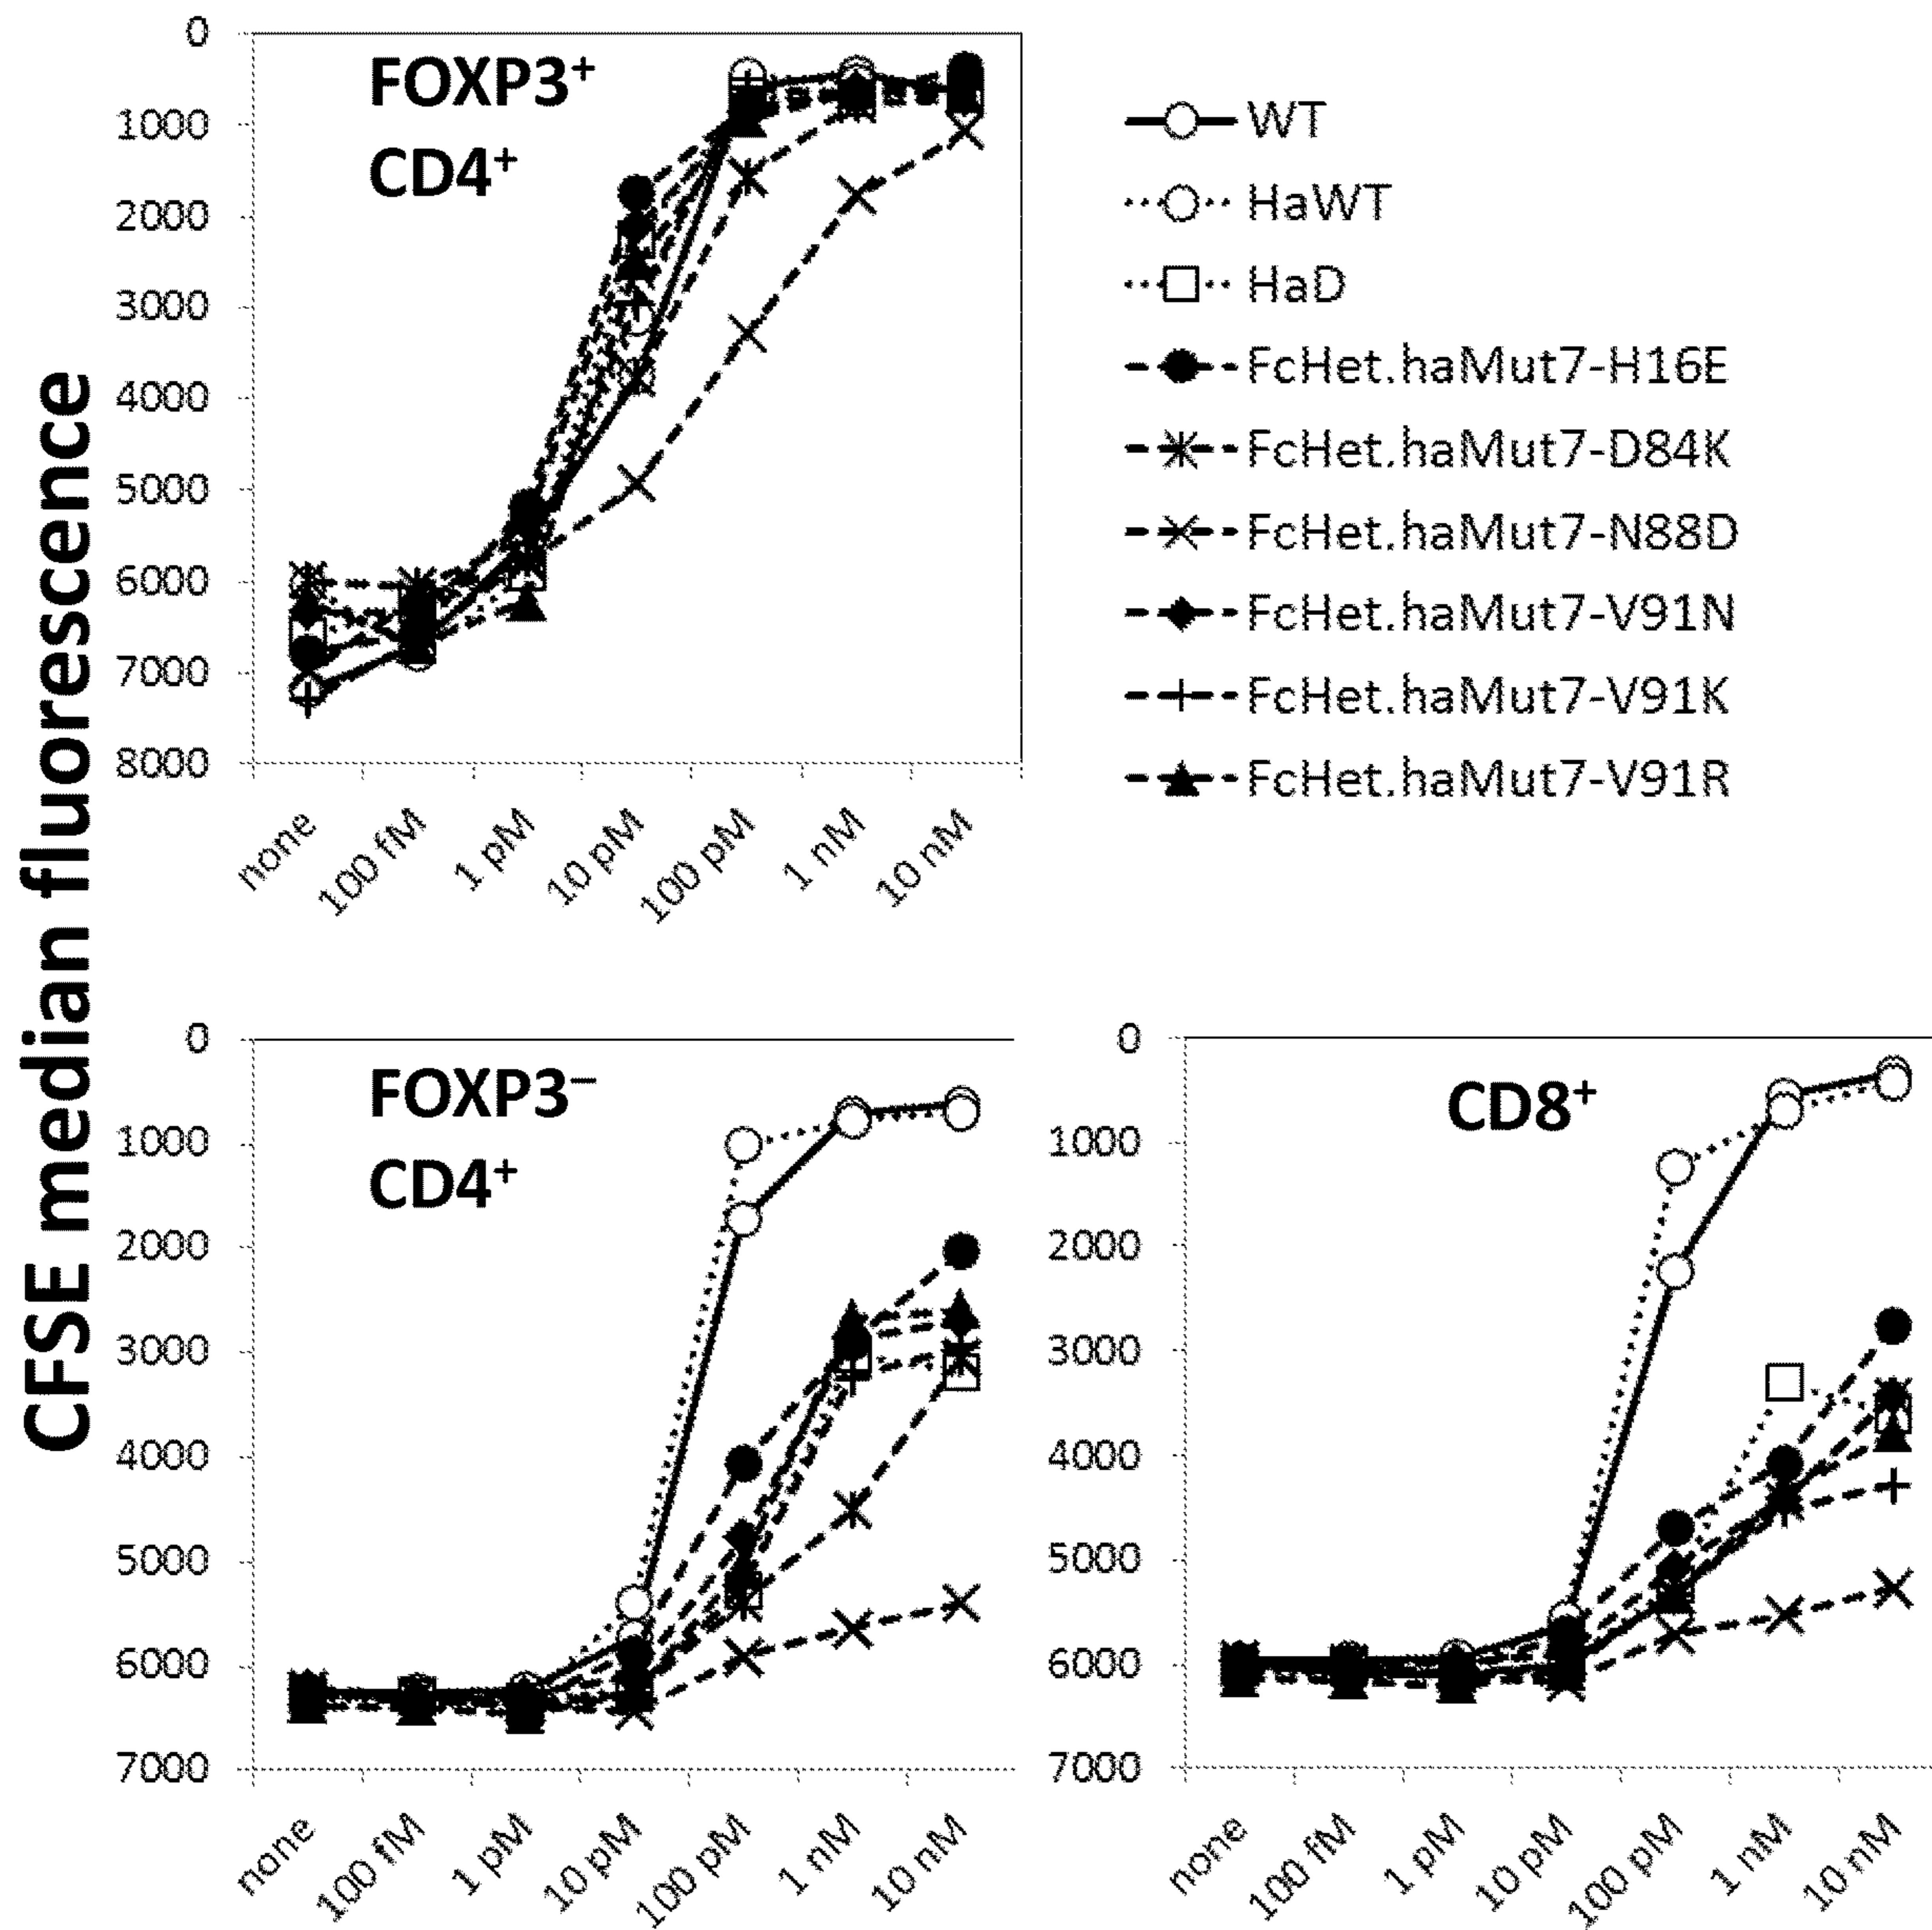 CFSE median fluorescence
FOXP3⁺
CD4⁺
0
1000
2000
3000
4000
5000
6000
7000
8000
none
100 fM
1 pM
10 pM
100 pM
1 nM
10 nM
WT
HaWT
HaD
FcHet.haMut7-H16E
FcHet.haMut7-D84K
FcHet.haMut7-N88D
FcHet.haMut7-V91N
FcHet.haMut7-V91K
FcHet.haMut7-V91R
FOXP3⁻
CD4⁺
0
1000
2000
3000
4000
5000
6000
7000
none
100 fM
1 pM
10 pM
100 pM
1 nM
10 nM
CD8⁺
0
1000
2000
3000
4000
5000
6000
7000
none
100 fM
1 pM
10 pM
100 pM
1 nM
10 nM